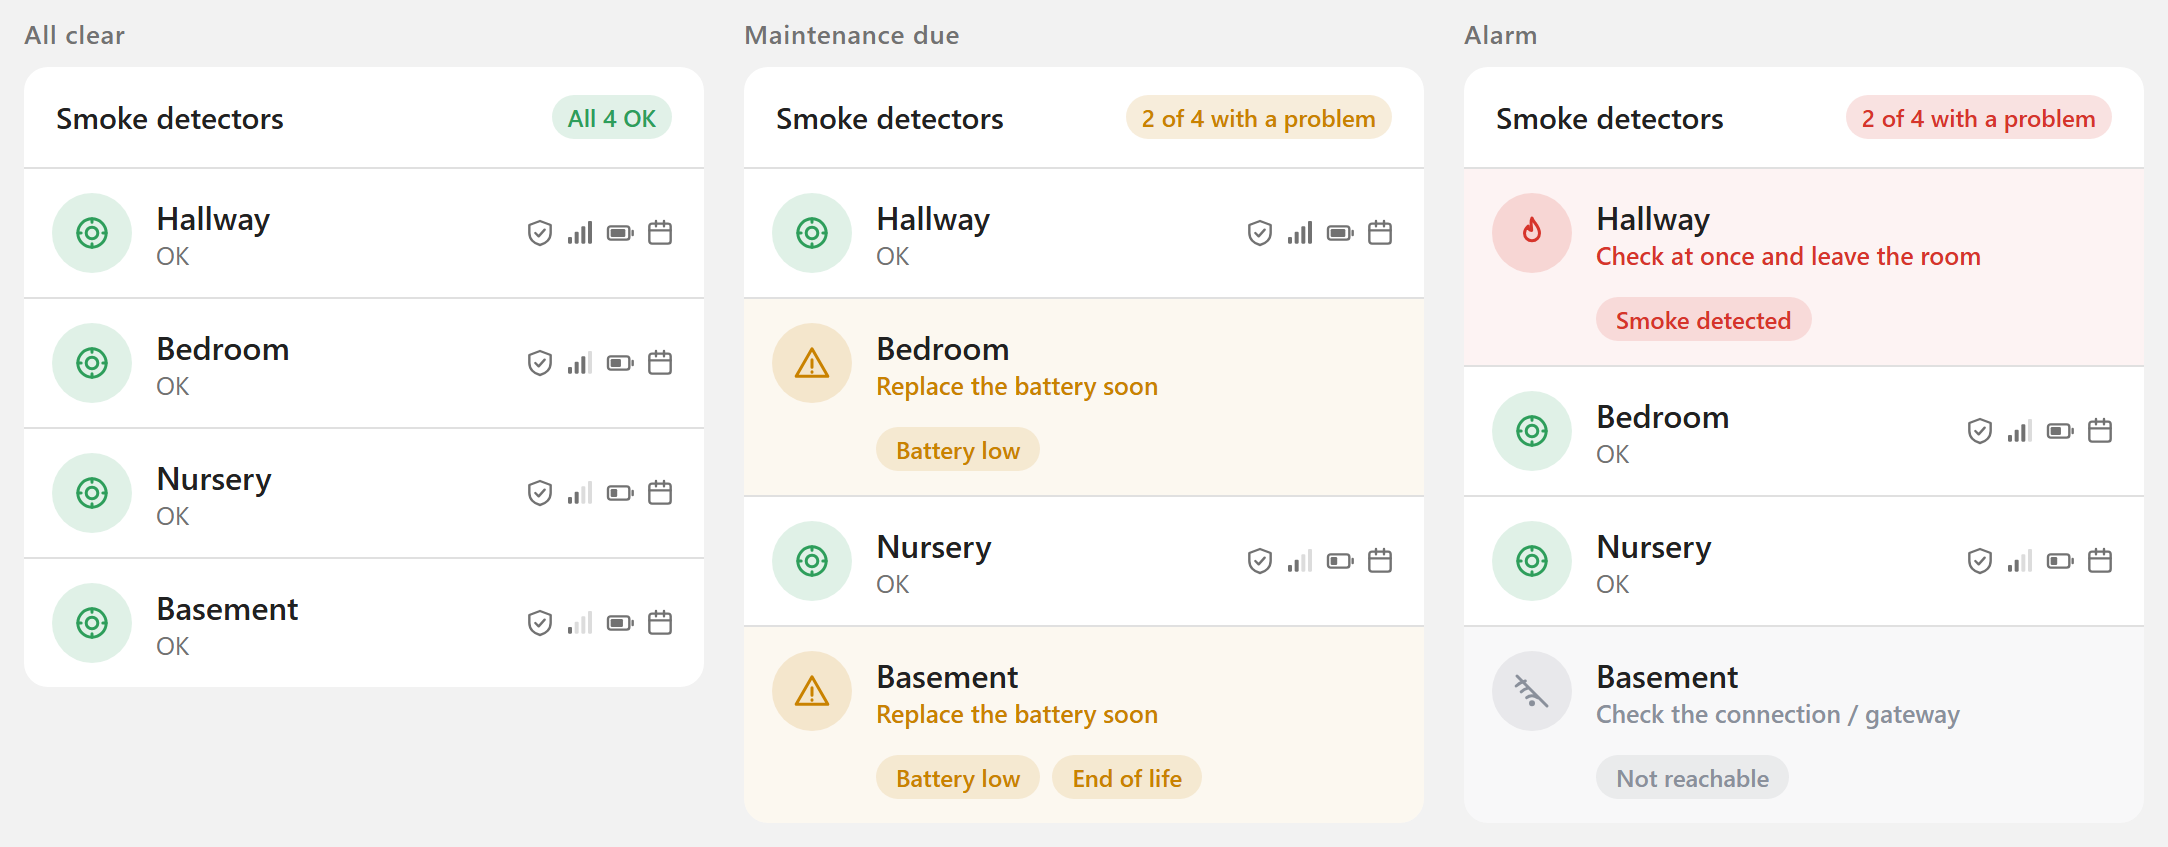 All clear
Smoke detectors
All 4 OK
Hallway
OK
Bedroom
OK
Nursery
OK
Basement
OK
Maintenance due
Smoke detectors
2 of 4 with a problem
Hallway
OK
Bedroom
Replace the battery soon
Battery low
Nursery
OK
Basement
Replace the battery soon
Battery low
End of life
Alarm
Smoke detectors
2 of 4 with a problem
Hallway
Check at once and leave the room
Smoke detected
Bedroom
OK
Nursery
OK
Basement
Check the connection / gateway
Not reachable